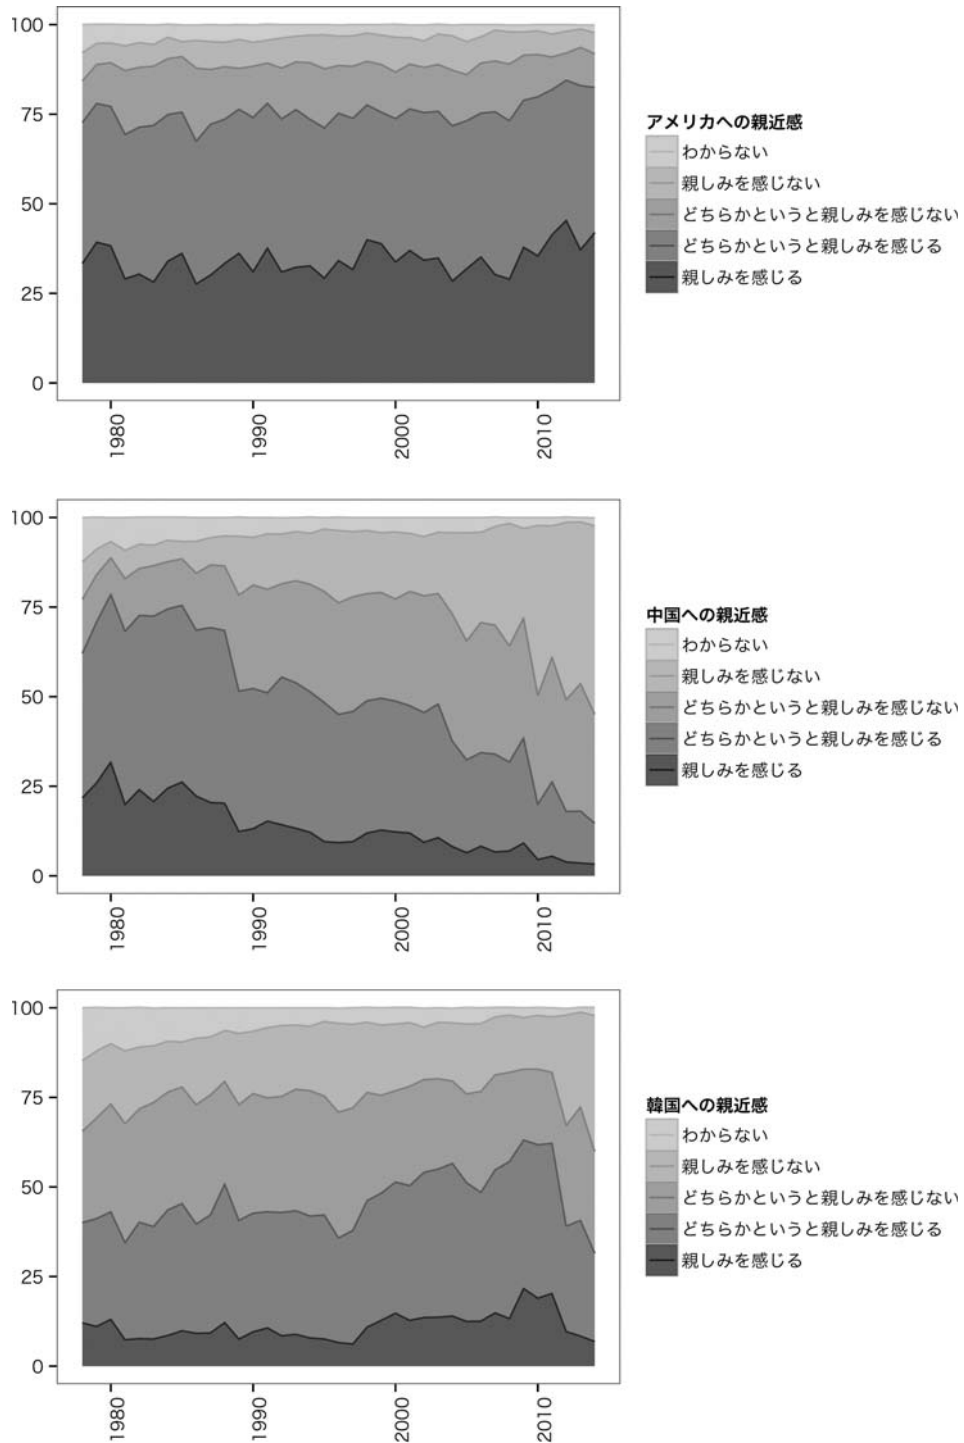 100
75
50
25
0
1980
1990
2000
2010
アメリカへの親近感
わからない
親しみを感じない
どちらかというと親しみを感じない
どちらかというと親しみを感じる
親しみを感じる
100
75
50
25
0
1980
1990
2000
2010
中国への親近感
わからない
親しみを感じない
どちらかというと親しみを感じない
どちらかというと親しみを感じる
親しみを感じる
100
75
50
25
0
1980
1990
2000
2010
韓国への親近感
わからない
親しみを感じない
どちらかというと親しみを感じない
どちらかというと親しみを感じる
親しみを感じる